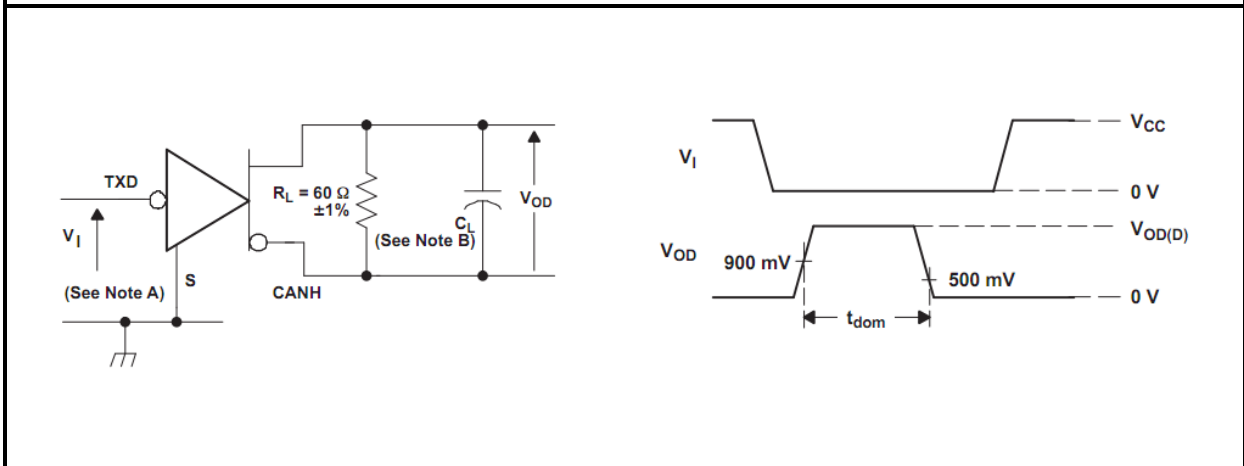 TXD
V_I
(See Note A)
S
R_L = 60 Ω
±1%
C_L
(See Note B)
V_OD
CANH
V_I
V_CC
0 V
V_OD
900 mV
V_OD(D)
500 mV
0 V
t_dom